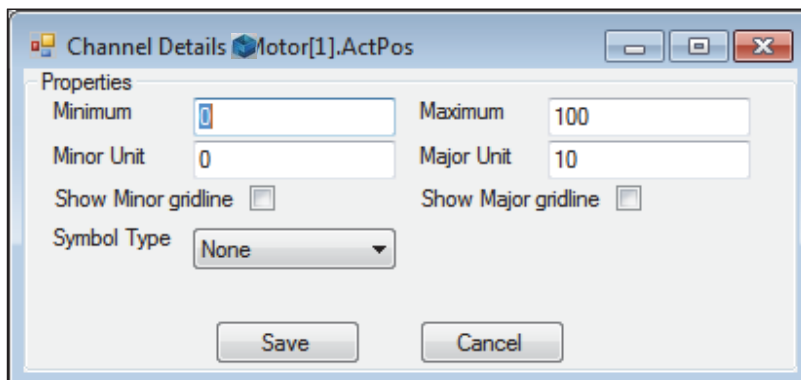 Channel Details Motor[1].ActPos
Properties
Minimum 0 Maximum 100
Minor Unit 0 Major Unit 10
Show Minor gridline Show Major gridline
Symbol Type None
Save Cancel